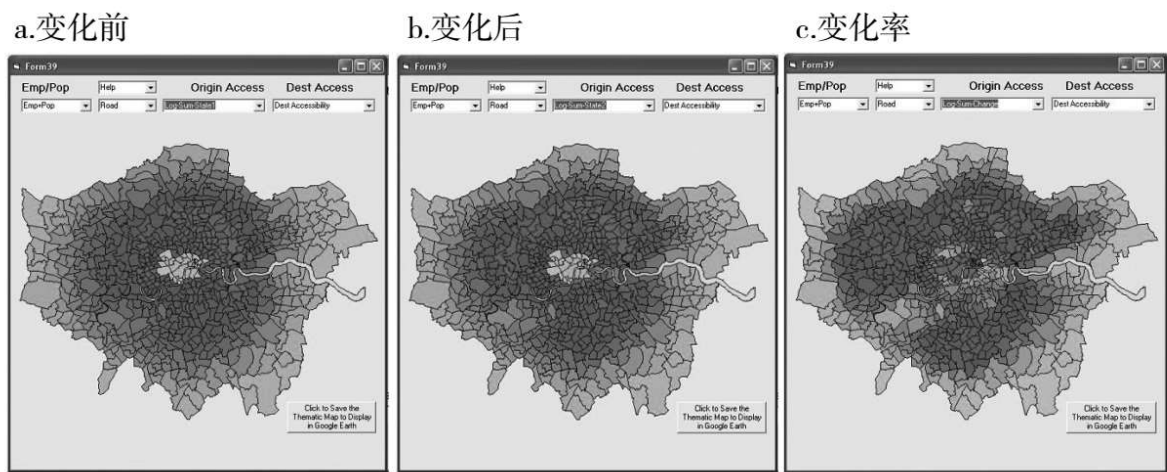 a.变化前
b.变化后
c.变化率
Form39
Emp/Pop
Help
Origin Access
Dest Access
Emp+Pop
Road
Log-Sum-State1
Dest Accessibility
Click to Save the
Thematic Map to Display
in Google Earth
Form39
Emp/Pop
Help
Origin Access
Dest Access
Emp+Pop
Road
Log-Sum-State2
Dest Accessibility
Click to Save the
Thematic Map to Display
in Google Earth
Form39
Emp/Pop
Help
Origin Access
Dest Access
Emp+Pop
Road
Log-Sum-Change
Dest Accessibility
Click to Save the
Thematic Map to Display
in Google Earth